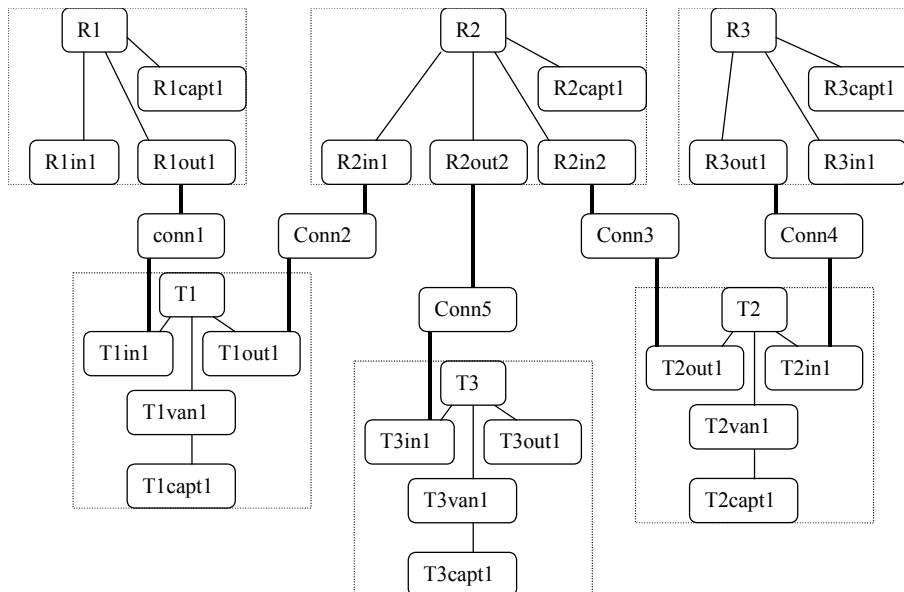 R1
R2
R3
R1capt1
R2capt1
R3capt1
R1in1
R1out1
R2in1
R2out2
R2in2
R3out1
R3in1
conn1
Conn2
Conn3
Conn4
T1
Conn5
T2
T1in1
T1out1
T2out1
T2in1
T3
T1van1
T2van1
T3in1
T3out1
T1capt1
T3van1
T2capt1
T3capt1